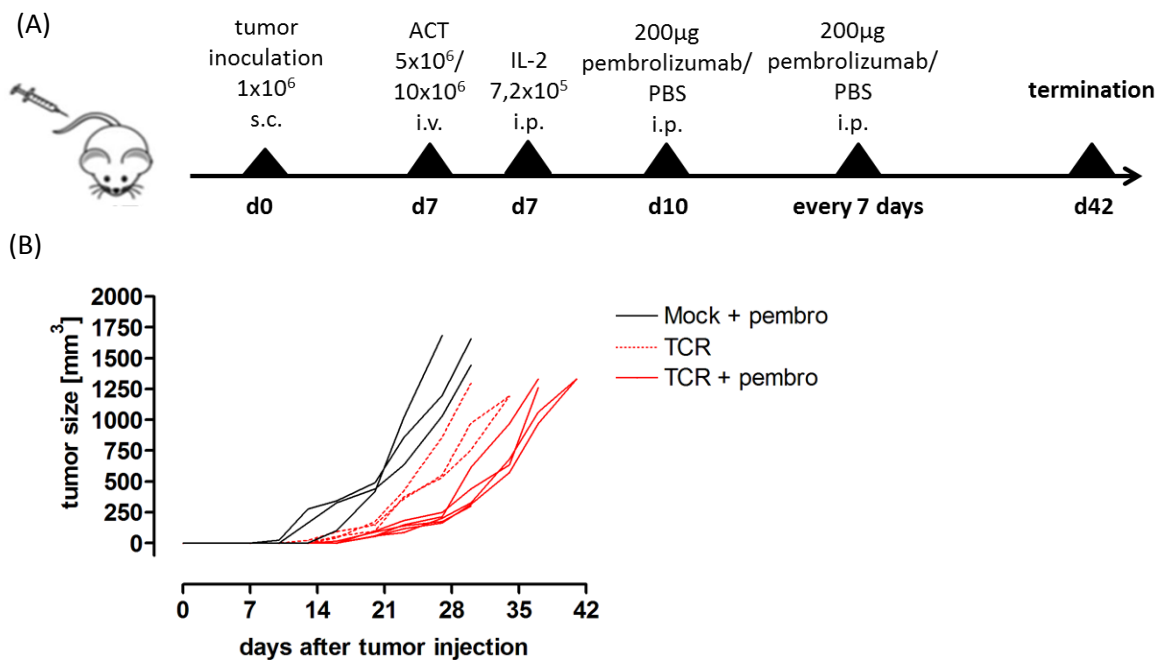 (A)
tumor
inoculation
1x10⁶
s.c.
ACT
5x10⁶/
10x10⁶
i.v.
IL-2
7,2x10⁵
i.p.
200µg
pembrolizumab/
PBS
i.p.
200µg
pembrolizumab/
PBS
i.p.
termination
d0
d7
d7
d10
every 7 days
d42
(B)
tumor size [mm³]
2000
1750
1500
1250
1000
750
500
250
0
0
7
14
21
28
35
42
days after tumor injection
Mock + pembro
TCR
TCR + pembro